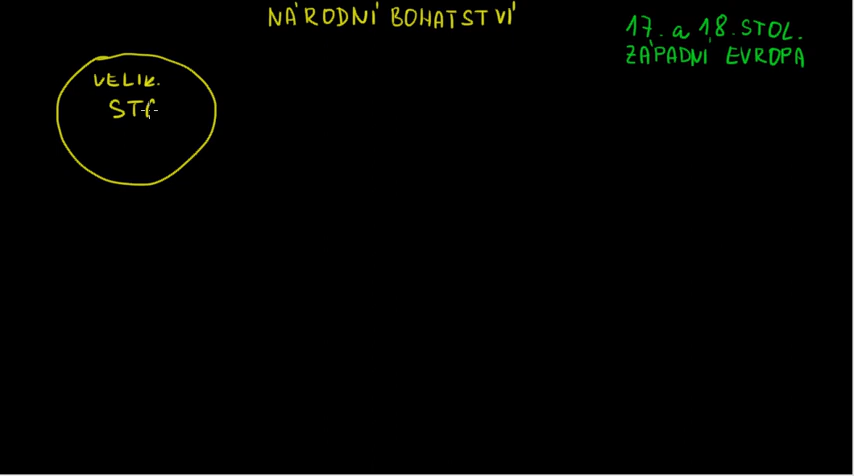 NÁRODNÍ BOHATSTVÍ
17. a 18. STOL.
ZÁPADNÍ EVROPA
VELIK.